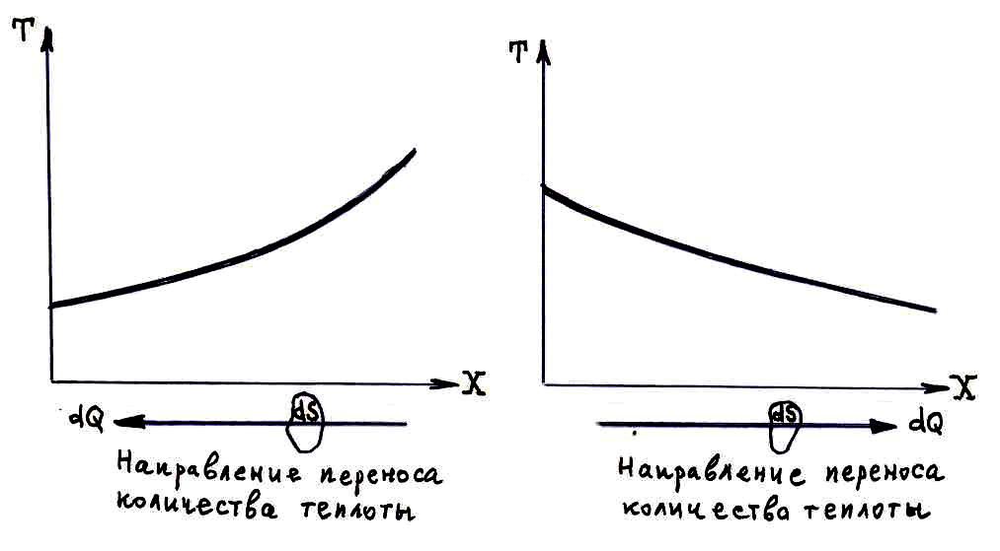 T
X
dS
dQ
Направление переноса
количества теплоты
T
X
dS
dQ
Направление переноса
количества теплоты